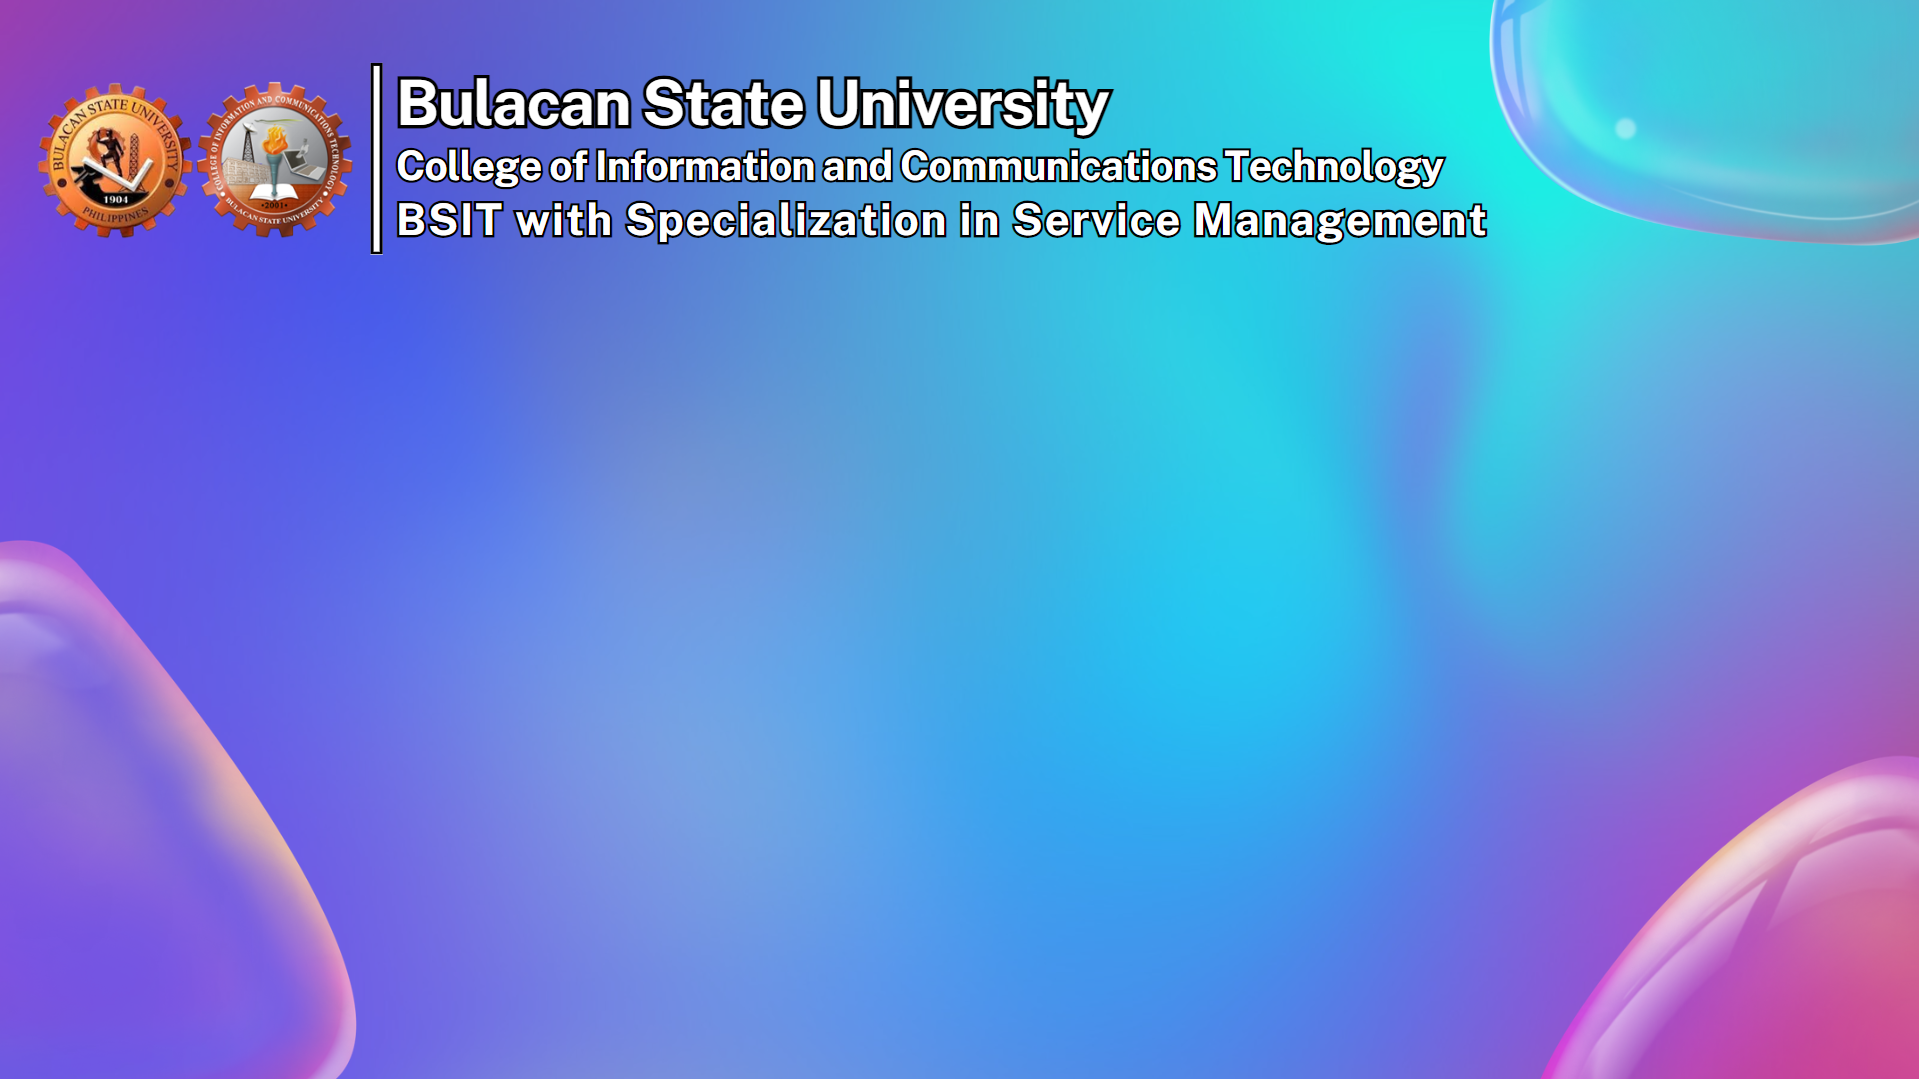 BULACAN STATE UNIVERSITY
1904
PHILIPPINES
COLLEGE OF INFORMATION AND COMMUNICATIONS TECHNOLOGY
•2001•
BULACAN STATE UNIVERSITY
Bulacan State University
College of Information and Communications Technology
BSIT with Specialization in Service Management